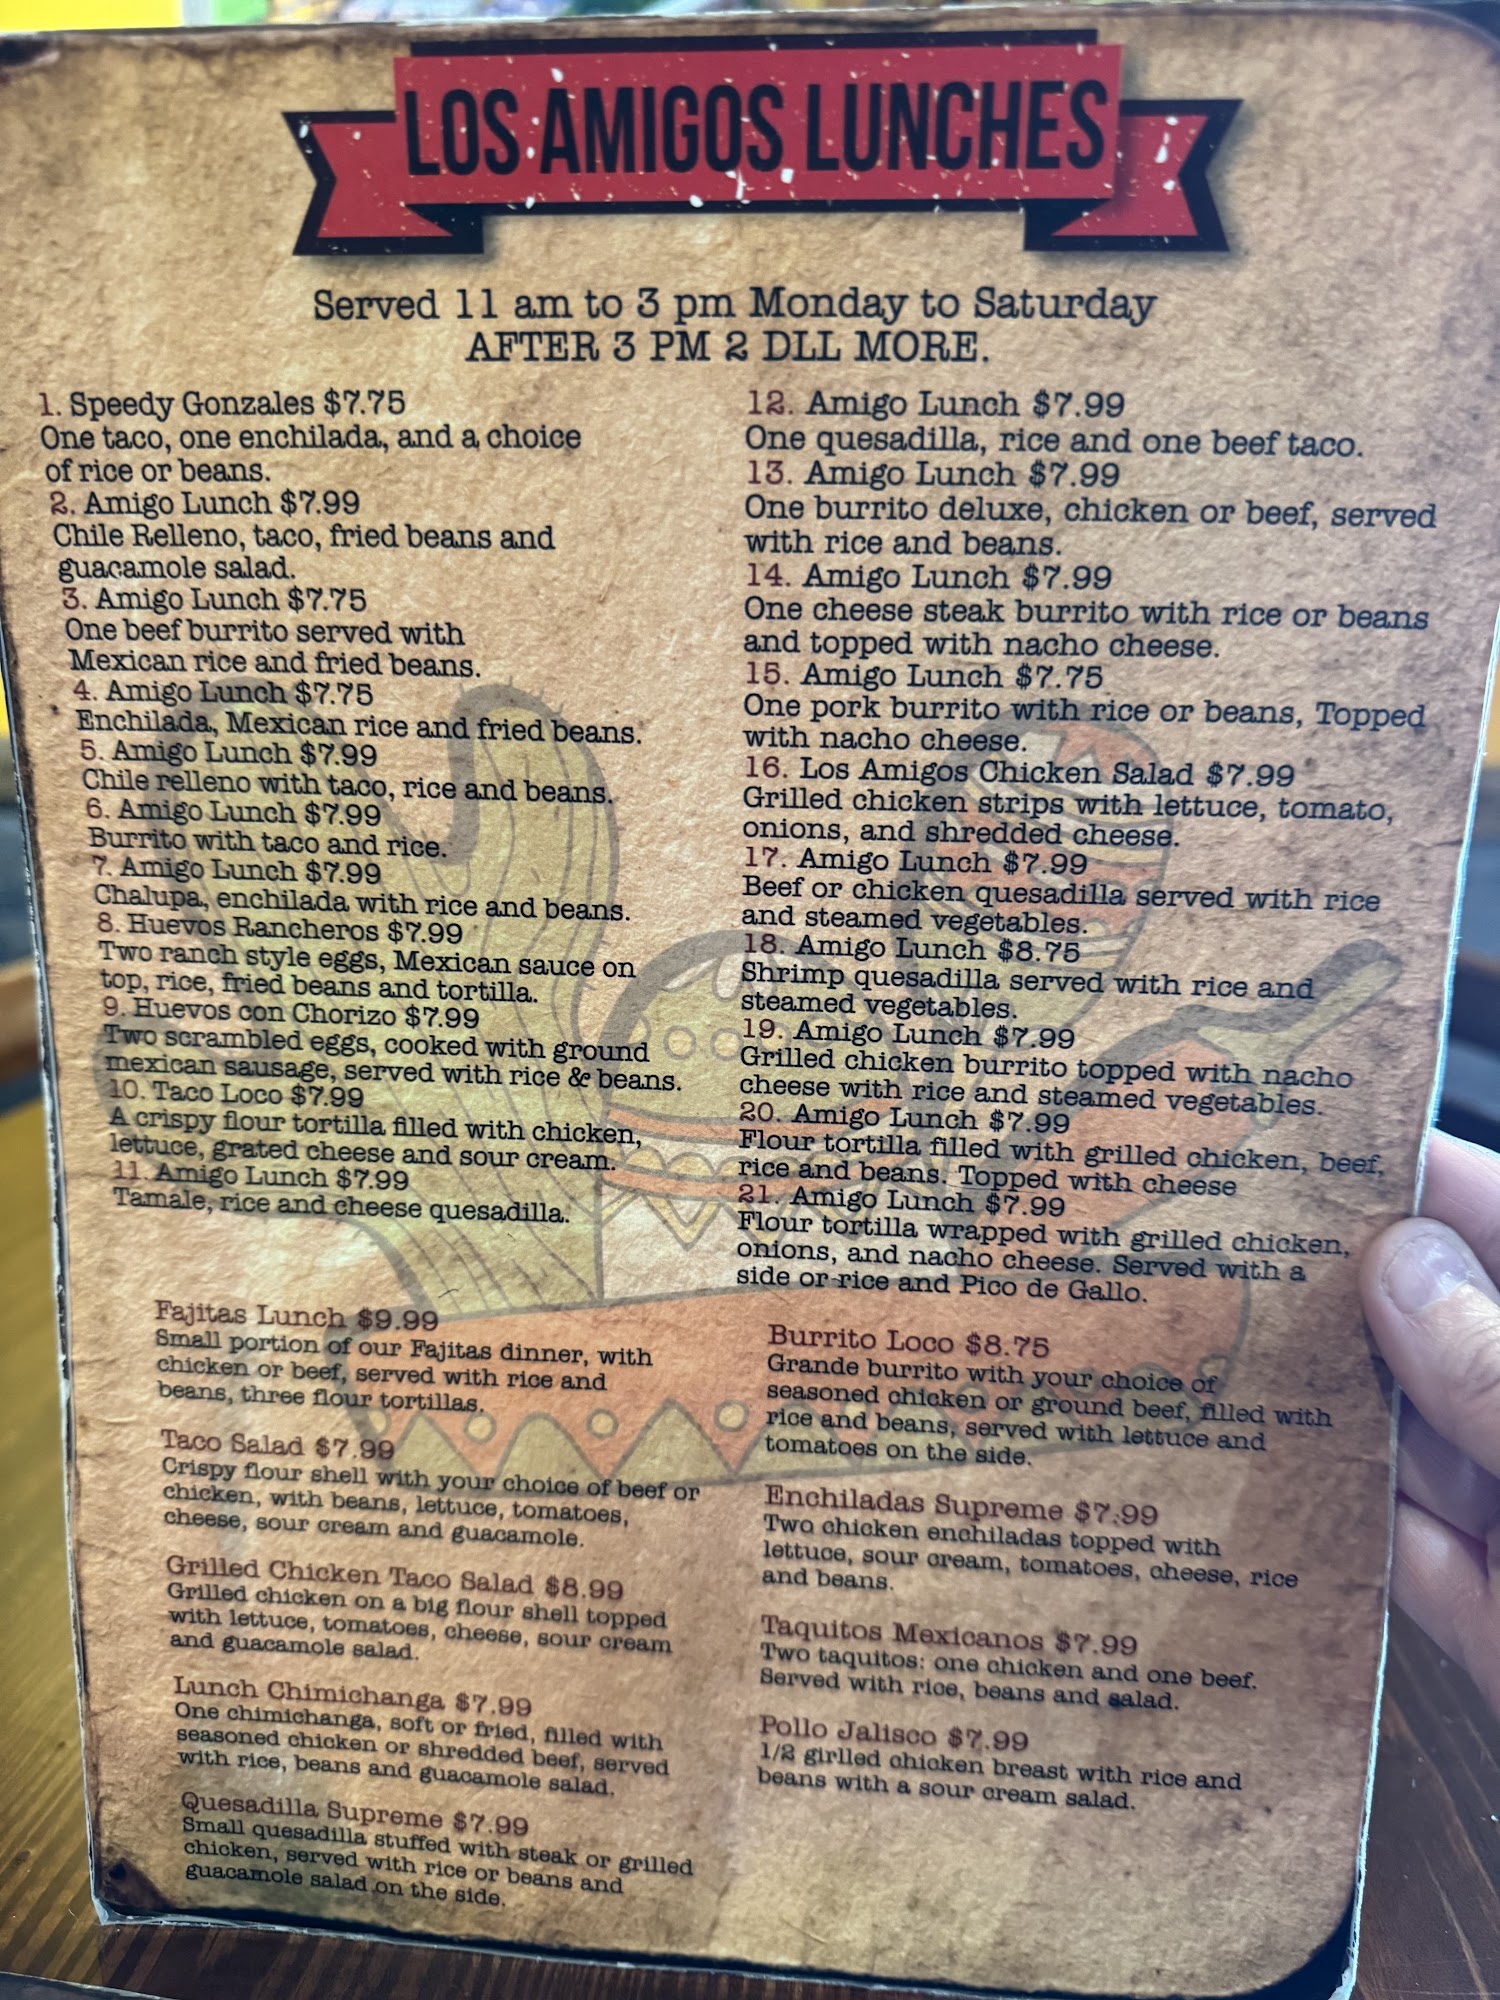 LOS AMIGOS LUNCHES
Served 11 am to 3 pm Monday to Saturday
AFTER 3 PM 2 DLL MORE.
1. Speedy Gonzales $7.75
One taco, one enchilada, and a choice
of rice or beans.
2. Amigo Lunch $7.99
Chile Relleno, taco, fried beans and
guacamole salad.
3. Amigo Lunch $7.75
One beef burrito served with
Mexican rice and fried beans.
4. Amigo Lunch $7.75
Enchilada, Mexican rice and fried beans.
5. Amigo Lunch $7.99
Chile relleno with taco, rice and beans.
6. Amigo Lunch $7.99
Burrito with taco and rice.
7. Amigo Lunch $7.99
Chalupa, enchilada with rice and beans.
8. Huevos Rancheros $7.99
Two ranch style eggs, Mexican sauce on
top, rice, fried beans and tortilla.
9. Huevos con Chorizo $7.99
Two scrambled eggs, cooked with ground
mexican sausage, served with rice & beans.
10. Taco Loco $7.99
A crispy flour tortilla filled with chicken,
lettuce, grated cheese and sour cream.
11. Amigo Lunch $7.99
Tamale, rice and cheese quesadilla.
12. Amigo Lunch $7.99
One quesadilla, rice and one beef taco.
13. Amigo Lunch $7.99
One burrito deluxe, chicken or beef, served
with rice and beans.
14. Amigo Lunch $7.99
One cheese steak burrito with rice or beans
and topped with nacho cheese.
15. Amigo Lunch $7.75
One pork burrito with rice or beans, Topped
with nacho cheese.
16. Los Amigos Chicken Salad $7.99
Grilled chicken strips with lettuce, tomato,
onions, and shredded cheese.
17. Amigo Lunch $7.99
Beef or chicken quesadilla served with rice
and steamed vegetables.
18. Amigo Lunch $8.75
Shrimp quesadilla served with rice and
steamed vegetables.
19. Amigo Lunch $7.99
Grilled chicken burrito topped with nacho
cheese with rice and steamed vegetables.
20. Amigo Lunch $7.99
Flour tortilla filled with grilled chicken, beef,
rice and beans. Topped with cheese
21. Amigo Lunch $7.99
Flour tortilla wrapped with grilled chicken,
onions, and nacho cheese. Served with a
side or rice and Pico de Gallo.
Fajitas Lunch $9.99
Small portion of our Fajitas dinner, with
chicken or beef, served with rice and
beans, three flour tortillas.
Taco Salad $7.99
Crispy flour shell with your choice of beef or
chicken, with beans, lettuce, tomatoes,
cheese, sour cream and guacamole.
Grilled Chicken Taco Salad $8.99
Grilled chicken on a big flour shell topped
with lettuce, tomatoes, cheese, sour cream
and guacamole salad.
Lunch Chimichanga $7.99
One chimichanga, soft or fried, filled with
seasoned chicken or shredded beef, served
with rice, beans and guacamole salad.
Quesadilla Supreme $7.99
Small quesadilla stuffed with steak or grilled
chicken, served with rice or beans and
guacamole salad on the side.
Burrito Loco $8.75
Grande burrito with your choice of
seasoned chicken or ground beef, filled with
rice and beans, served with lettuce and
tomatoes on the side.
Enchiladas Supreme $7.99
Two chicken enchiladas topped with
lettuce, sour cream, tomatoes, cheese, rice
and beans.
Taquitos Mexicanos $7.99
Two taquitos: one chicken and one beef.
Served with rice, beans and salad.
Pollo Jalisco $7.99
1/2 girlled chicken breast with rice and
beans with a sour cream salad.